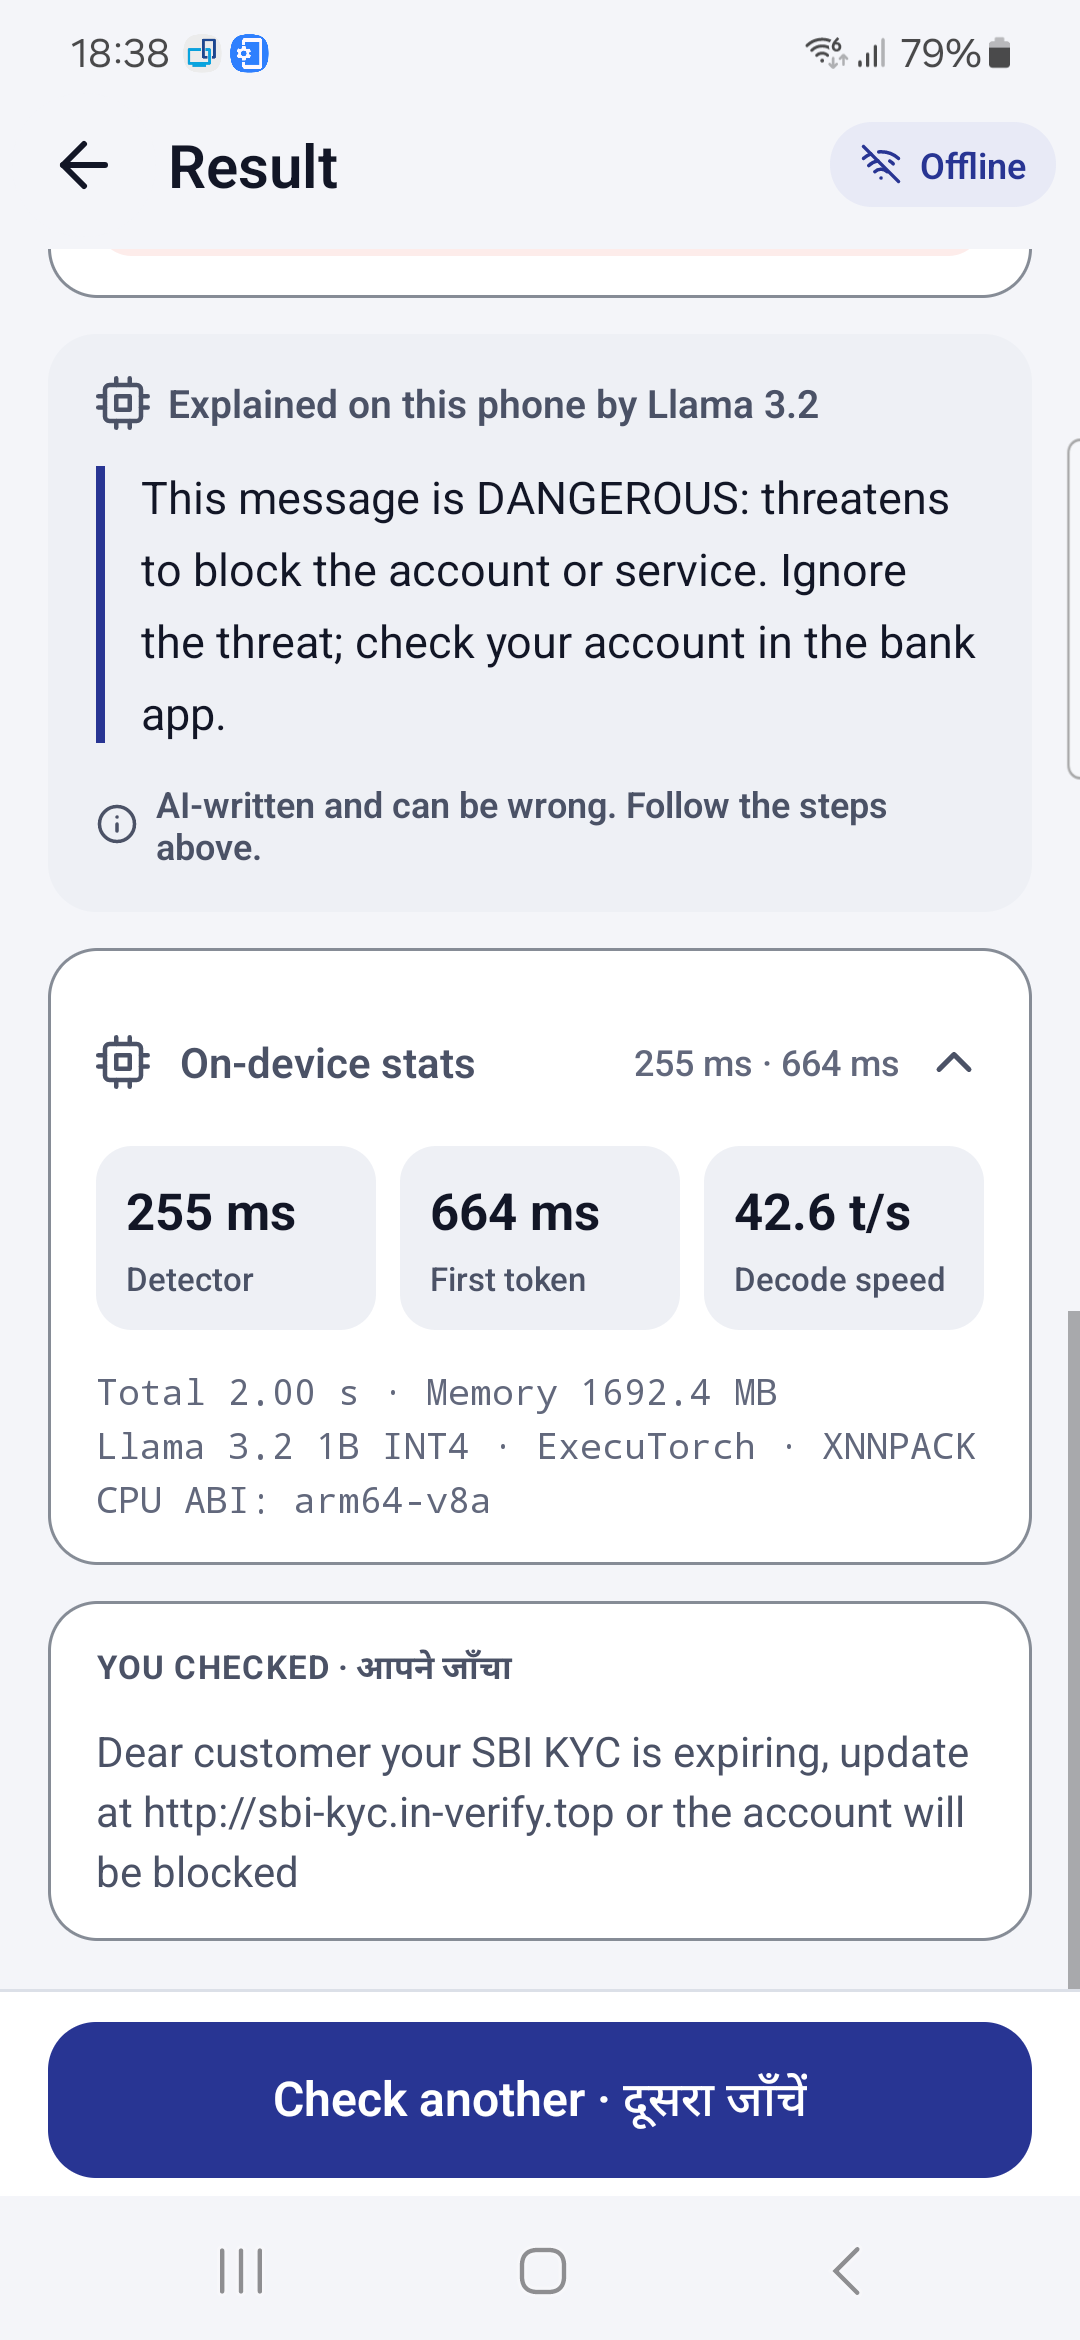 18:38
79%
Result
Offline
Explained on this phone by Llama 3.2
This message is DANGEROUS: threatens
to block the account or service. Ignore
the threat; check your account in the bank
app.
AI-written and can be wrong. Follow the steps
above.
On-device stats
255 ms · 664 ms
255 ms
Detector
664 ms
First token
42.6 t/s
Decode speed
Total 2.00 s · Memory 1692.4 MB
Llama 3.2 1B INT4 · ExecuTorch · XNNPACK
CPU ABI: arm64-v8a
YOU CHECKED · आपने जाँचा
Dear customer your SBI KYC is expiring, update
at http://sbi-kyc.in-verify.top or the account will
be blocked
Check another · दूसरा जाँचें